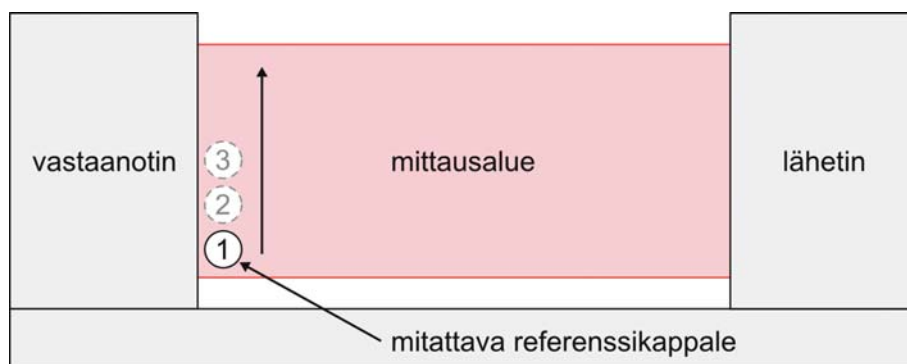 vastaanotin
3
mittausalue
lähetin
2
1
mitattava referenssikappale